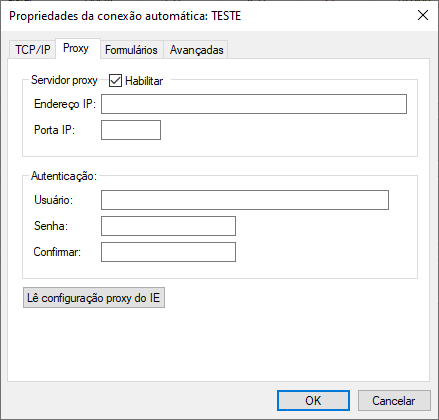 Propriedades da conexão automática: TESTE
TCP/IP Proxy Formulários Avançadas
Servidor proxy Habilitar
Endereço IP:
Porta IP:
Autenticação:
Usuário:
Senha:
Confirmar:
Lê configuração proxy do IE
OK Cancelar